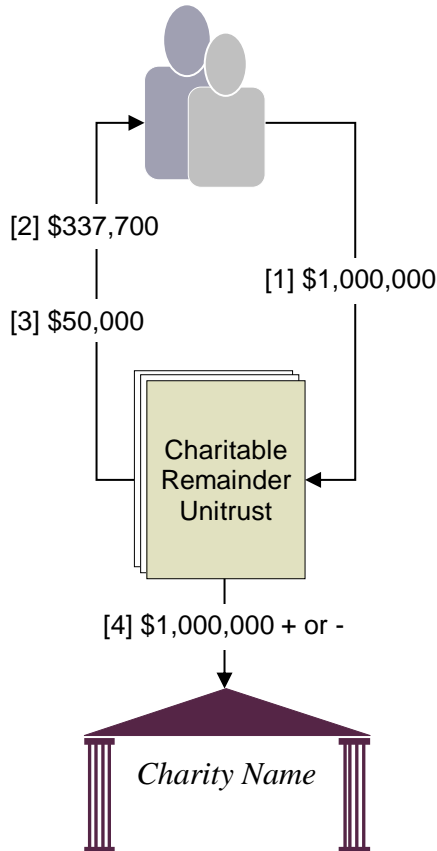 [2] $337,700
[1] $1,000,000
[3] $50,000
Charitable
Remainder
Unitrust
[4] $1,000,000 + or -
Charity Name